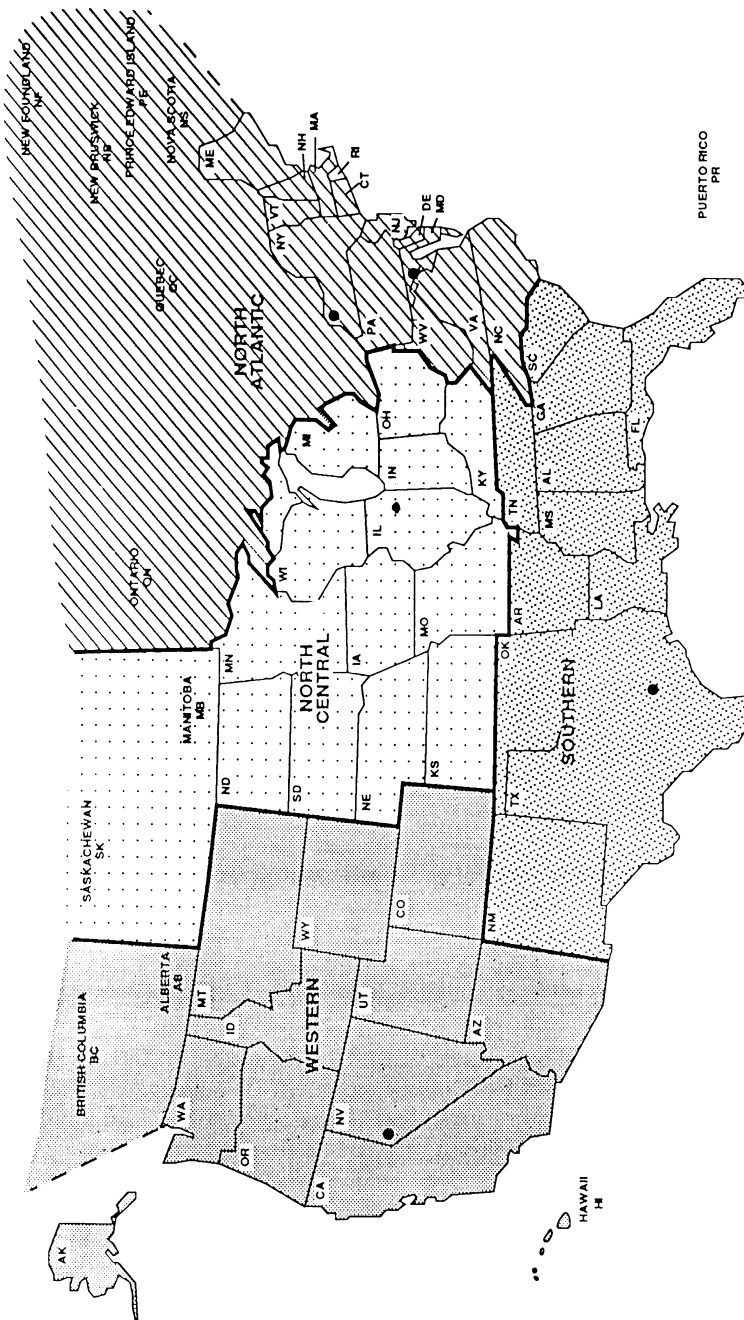 NEW FOUNDLAND
NF
NEW BRUSWICK
NB
PRINCE EDWARD ISLAND
PE
NOVA SCOTIA
NS
QUEBEC
QC
ONTARIO
ON
MANITOBA
MB
SASKACHEWAN
SK
ALBERTA
AB
BRITISH COLUMBIA
BC
AK
WA
OR
CA
NV
ID
MT
WY
UT
AZ
CO
WESTERN
HAWAII
HI
ND
SD
NE
KS
MN
IA
MO
WI
IL
MI
IN
OH
KY
NORTH
CENTRAL
NORTH
ATLANTIC
ME
VT
NH
MA
RI
CT
NY
NJ
PA
DE
MD
WV
VA
NC
NM
TX
OK
AR
LA
TN
MS
AL
GA
SC
FL
SOUTHERN
PUERTO RICO
PR